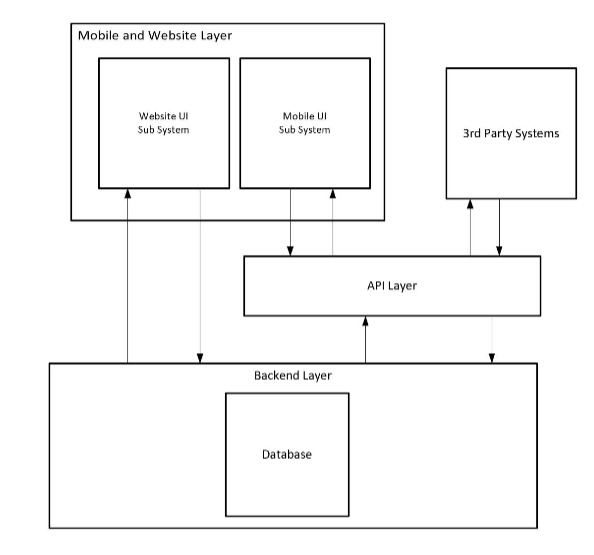 Mobile and Website Layer
Website UI
Sub System
Mobile UI
Sub System
3rd Party Systems
API Layer
Backend Layer
Database